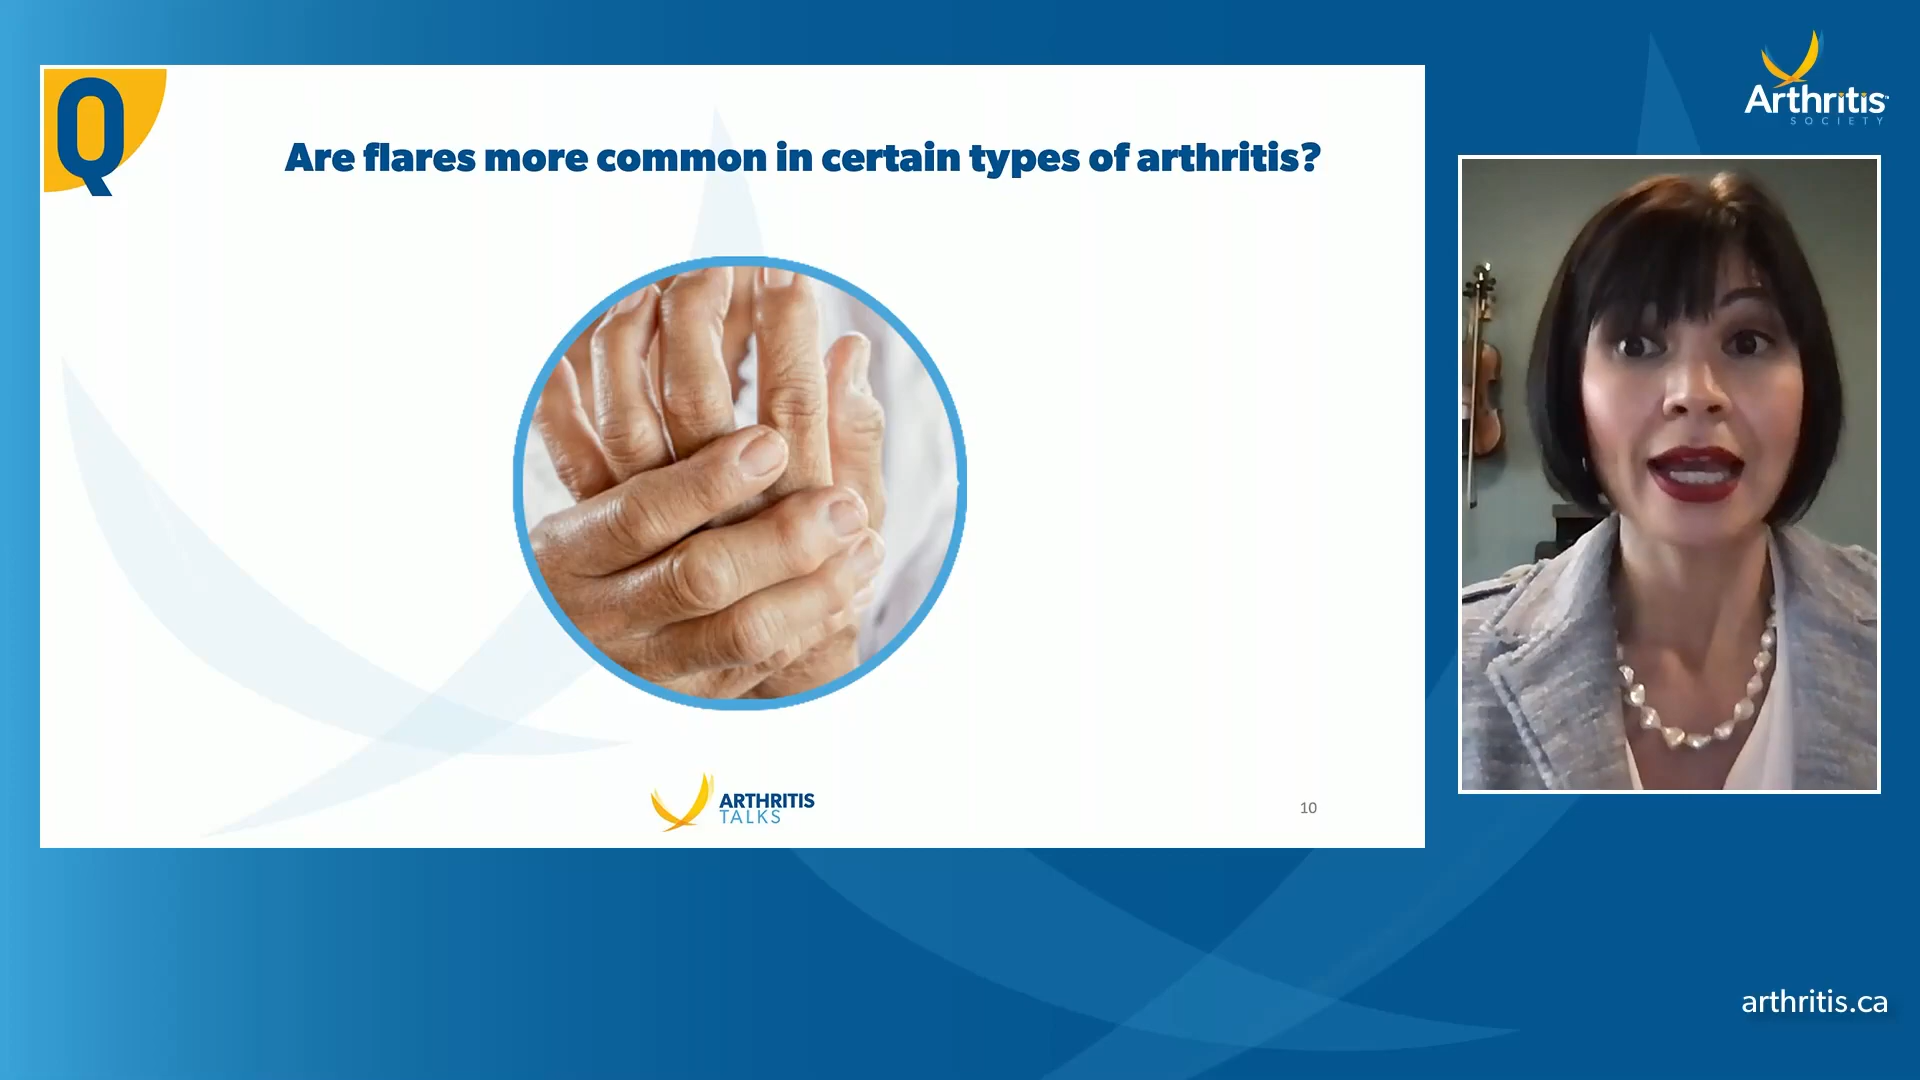 Q
Are flares more common in certain types of arthritis?
ARTHRITIS
TALKS
10
Arthritis
SOCIETY
arthritis.ca